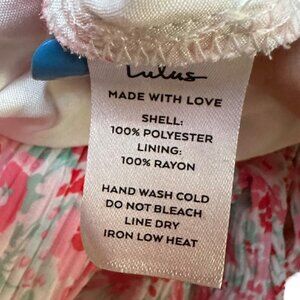 Lulus
MADE WITH LOVE
SHELL:
100% POLYESTER
LINING:
100% RAYON
HAND WASH COLD
DO NOT BLEACH
LINE DRY
IRON LOW HEAT